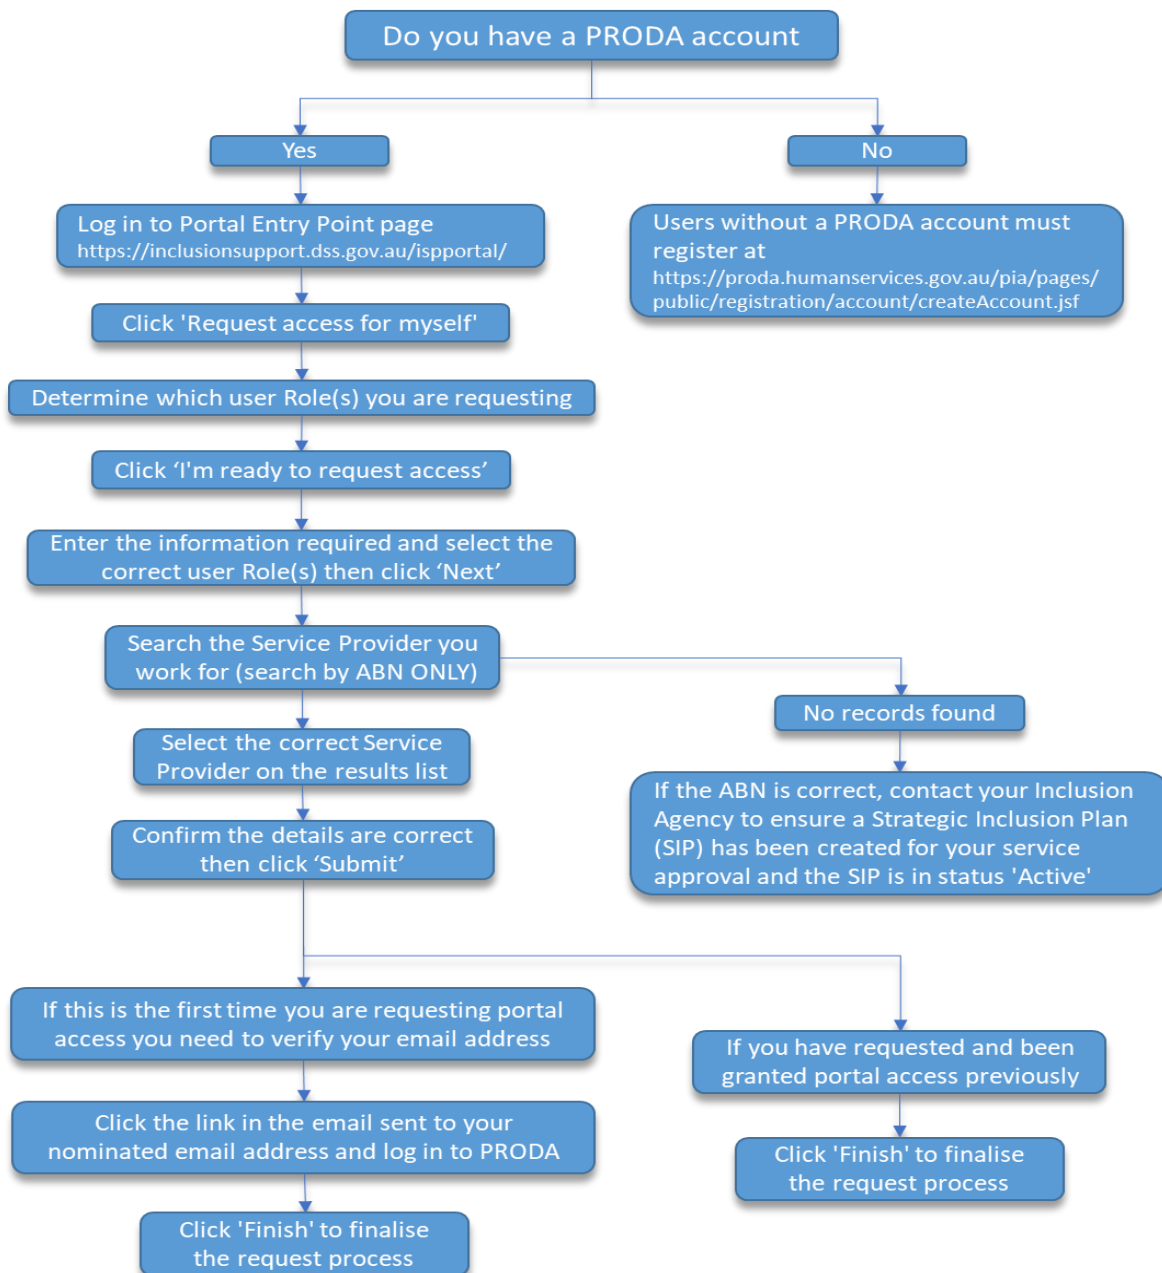 Do you have a PRODA account
Yes
No
Log in to Portal Entry Point page
https://inclusionsupport.dss.gov.au/ispportal/
Users without a PRODA account must
register at
https://proda.humanservices.gov.au/pia/pages/
public/registration/account/createAccount.jsf
Click 'Request access for myself'
Determine which user Role(s) you are requesting
Click ‘I'm ready to request access’
Enter the information required and select the
correct user Role(s) then click ‘Next’
Search the Service Provider you
work for (search by ABN ONLY)
No records found
Select the correct Service
Provider on the results list
If the ABN is correct, contact your Inclusion
Agency to ensure a Strategic Inclusion Plan
(SIP) has been created for your service
approval and the SIP is in status 'Active'
Confirm the details are correct
then click ‘Submit’
If this is the first time you are requesting portal
access you need to verify your email address
If you have requested and been
granted portal access previously
Click the link in the email sent to your
nominated email address and log in to PRODA
Click 'Finish' to finalise
the request process
Click 'Finish' to finalise
the request process